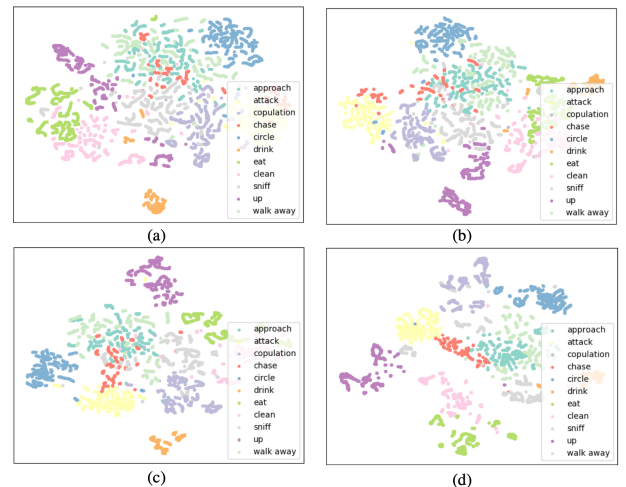 approach
attack
copulation
chase
circle
drink
eat
clean
sniff
up
walk away
(a)
approach
attack
copulation
chase
circle
drink
eat
clean
sniff
up
walk away
(b)
approach
attack
copulation
chase
circle
drink
eat
clean
sniff
up
walk away
(c)
approach
attack
copulation
chase
circle
drink
eat
clean
sniff
up
walk away
(d)